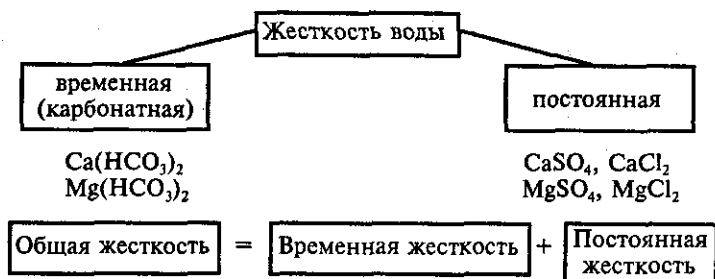 Жесткость воды
временная
(карбонатная)
постоянная
Ca(HCO₃)₂
Mg(HCO₃)₂
CaSO₄, CaCl₂
MgSO₄, MgCl₂
Общая жесткость = Временная жесткость + Постоянная
жесткость